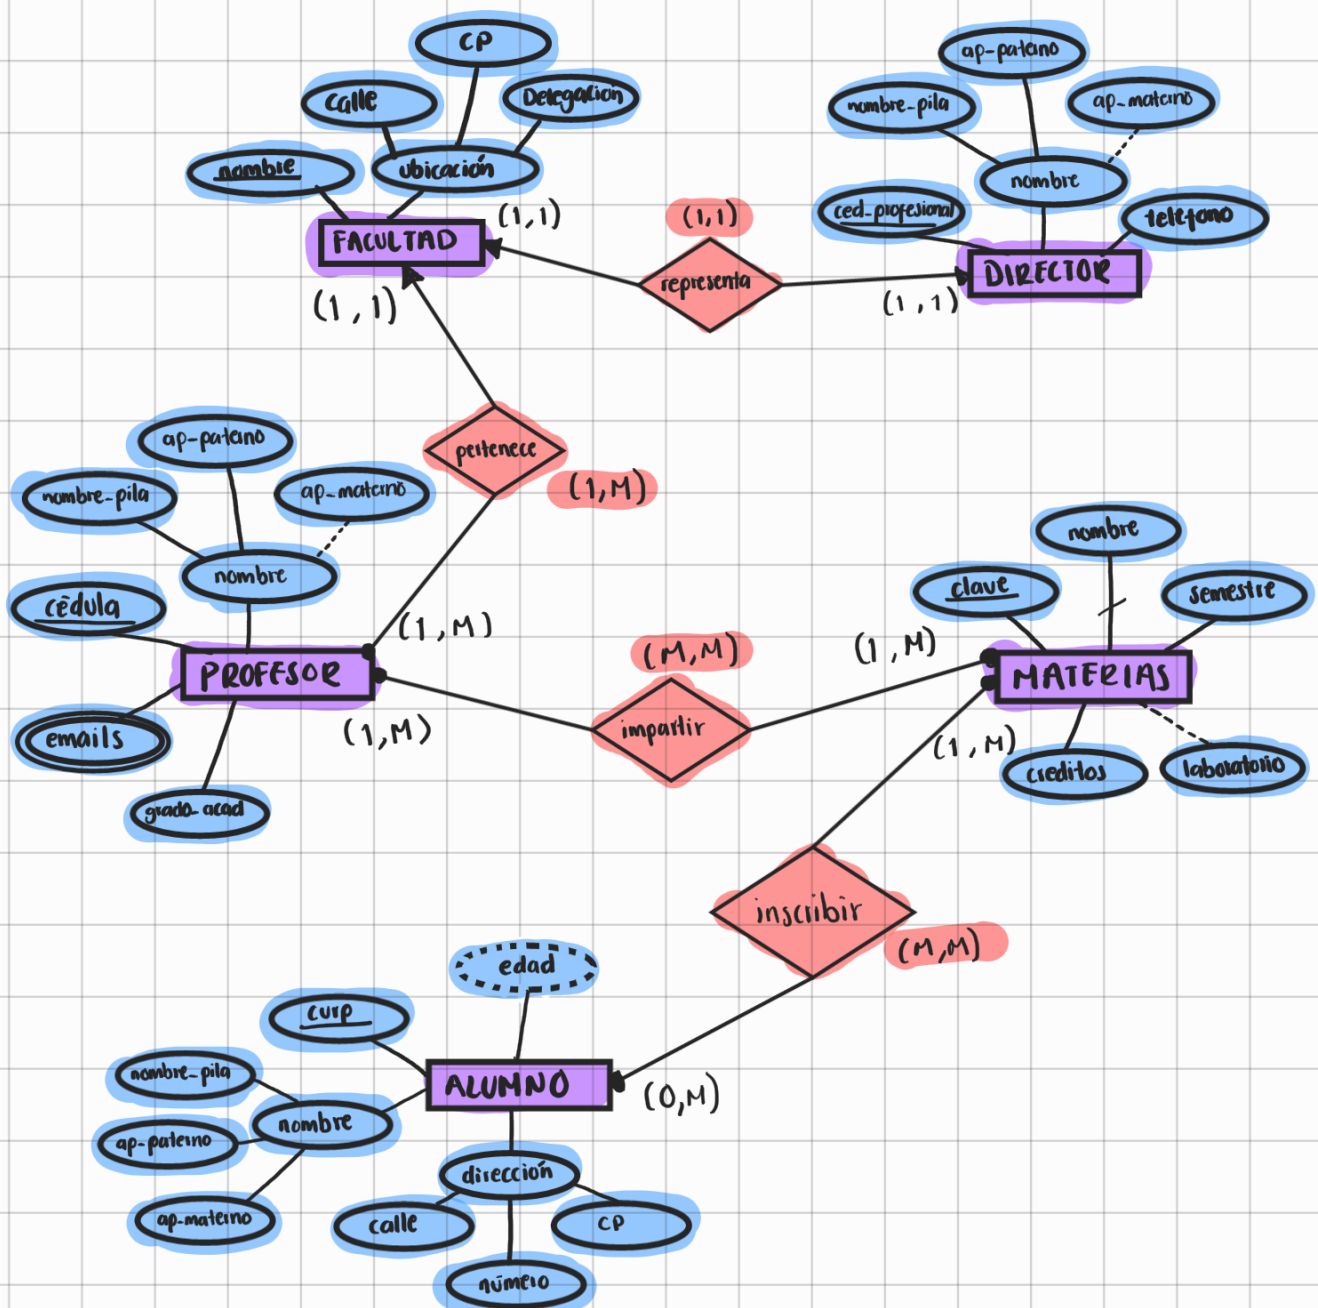 CP
calle
Delegación
nombre
ubicación
FACULTAD
(1,1)
(1,1)
(1,1)
representa
ap-paterno
nombre-pila
ap-materno
nombre
ced-profesional
telefono
DIRECTOR
(1,1)
pertenece
(1,M)
ap-paterno
nombre-pila
ap-materno
nombre
cédula
(1,M)
PROFESOR
(1,M)
emails
grado-acad
(M,M)
impartir
(1,M)
nombre
clave
semestre
MATERIAS
(1,M)
creditos
laboratorio
inscribir
(M,M)
edad
curp
nombre-pila
ALUMNO
(0,M)
nombre
ap-paterno
ap-materno
dirección
calle
CP
número